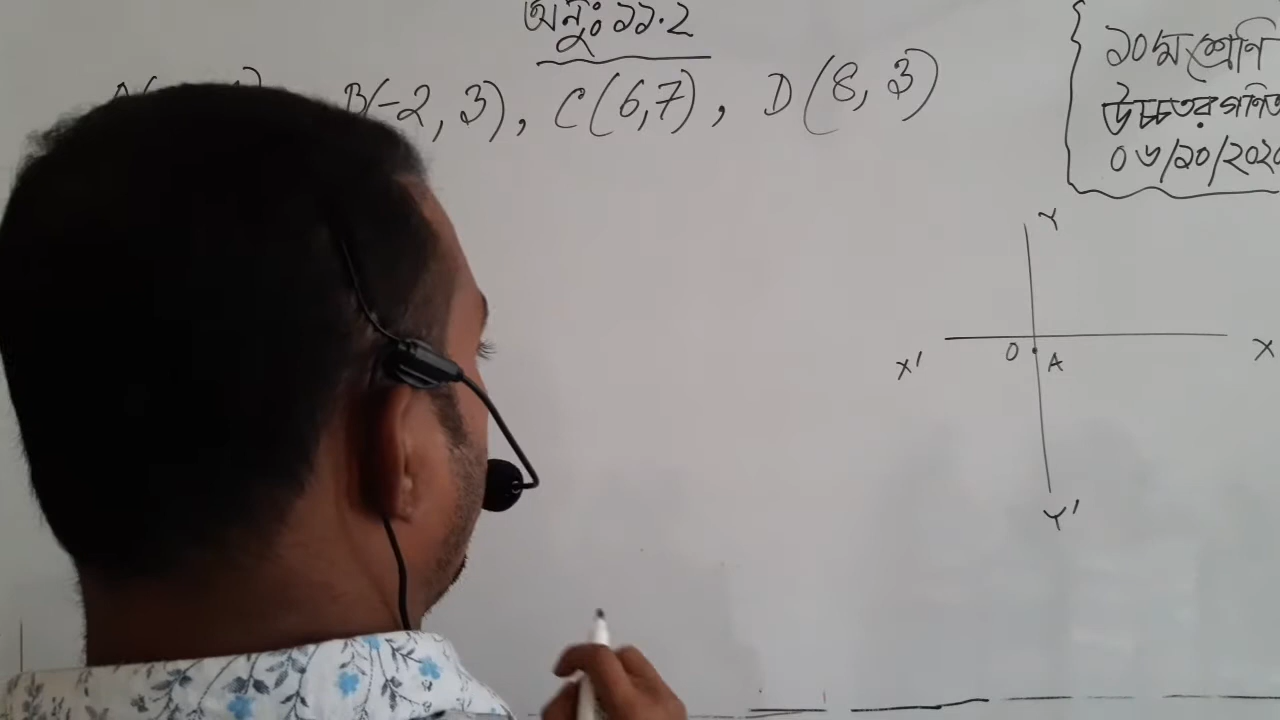 অনুঃ ১১.২
B(-2, 3), C(6,7), D(8, 3)
১০ম শ্রেণি
উচ্চতর গণিত
০৬/১০/২০২০
Y
X' O A X
Y'